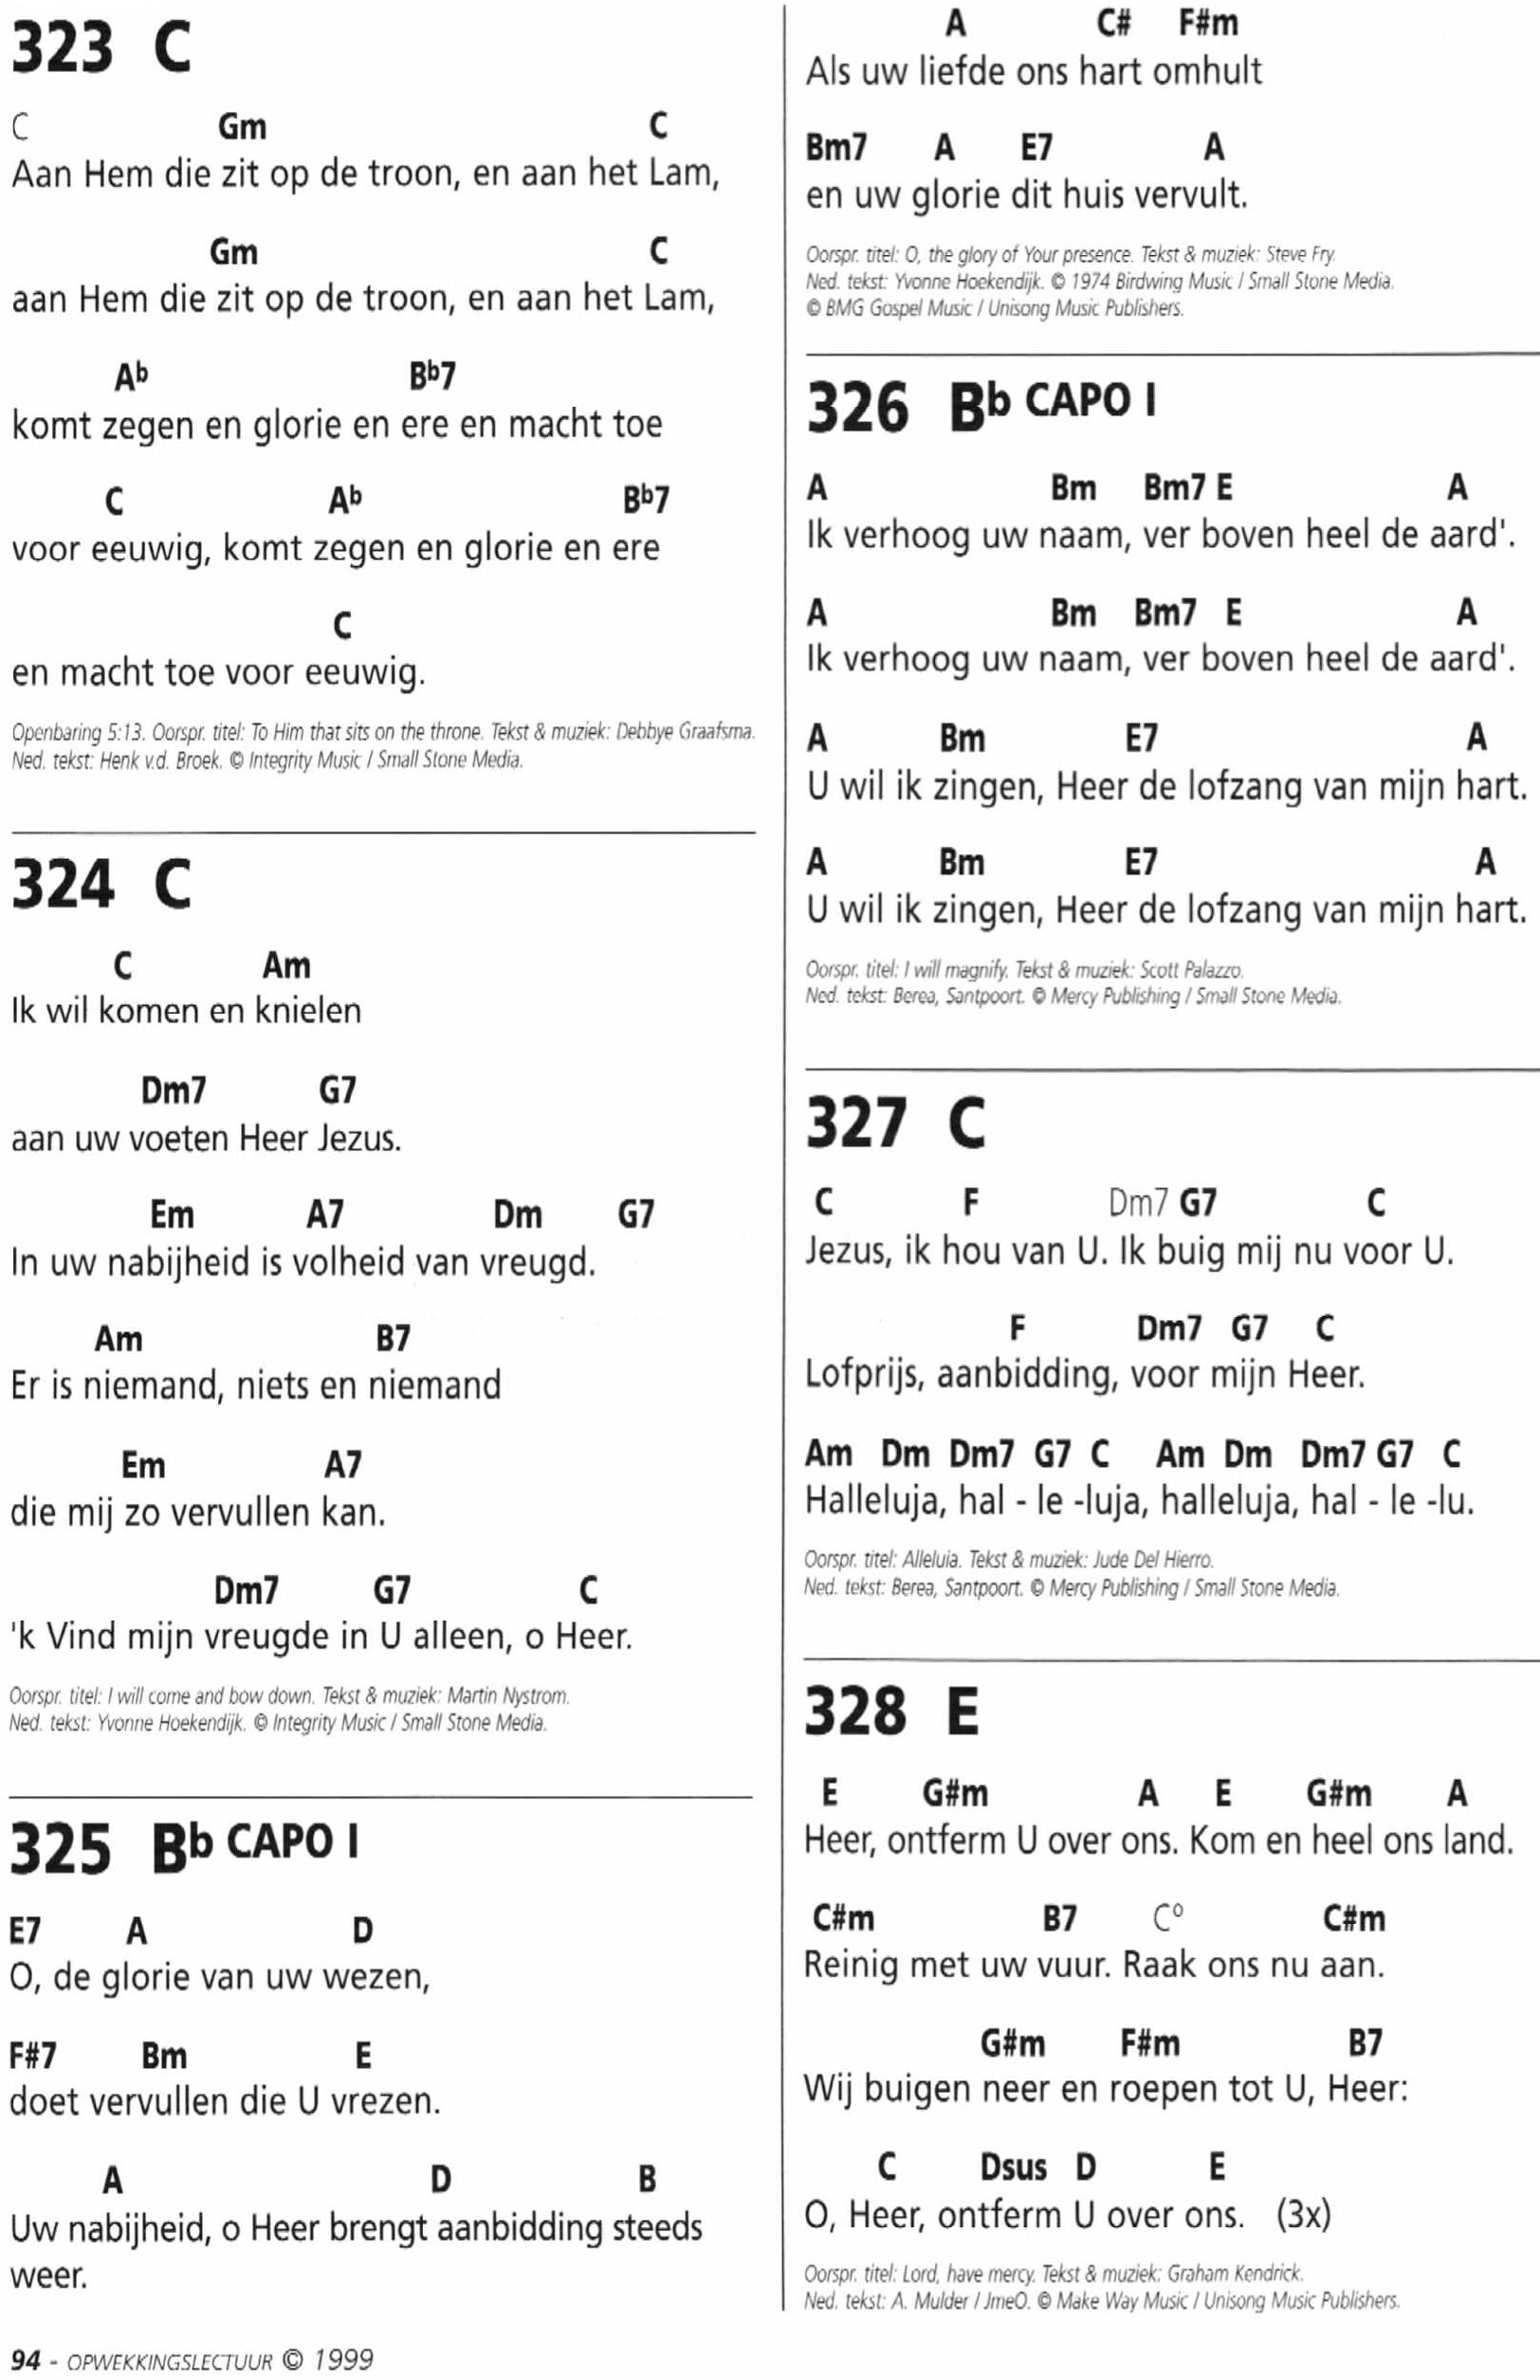 323 C
C Gm C
Aan Hem die zit op de troon, en aan het Lam,
Gm C
aan Hem die zit op de troon, en aan het Lam,
Ab Bb7
komt zegen en glorie en ere en macht toe
C Ab Bb7
voor eeuwig, komt zegen en glorie en ere
C
en macht toe voor eeuwig.
Openbaring 5:13. Oorspr. titel: To Him that sits on the throne. Tekst & muziek: Debbye Graafsma.
Ned. tekst: Henk v.d. Broek. © Integrity Music / Small Stone Media.
324 C
C Am
Ik wil komen en knielen
Dm7 G7
aan uw voeten Heer Jezus.
Em A7 Dm G7
In uw nabijheid is volheid van vreugd.
Am B7
Er is niemand, niets en niemand
Em A7
die mij zo vervullen kan.
Dm7 G7 C
'k Vind mijn vreugde in U alleen, o Heer.
Oorspr. titel: I will come and bow down. Tekst & muziek: Martin Nystrom.
Ned. tekst: Yvonne Hoekendijk. © Integrity Music / Small Stone Media.
325 Bb CAPO I
E7 A D
O, de glorie van uw wezen,
F#7 Bm E
doet vervullen die U vrezen.
A D B
Uw nabijheid, o Heer brengt aanbidding steeds
weer.
94 - OPWEKKINGSLECTUUR © 1999
A C# F#m
Als uw liefde ons hart omhult
Bm7 A E7 A
en uw glorie dit huis vervult.
Oorspr. titel: O, the glory of Your presence. Tekst & muziek: Steve Fry.
Ned. tekst: Yvonne Hoekendijk. © 1974 Birdwing Music / Small Stone Media.
© BMG Gospel Music / Unisong Music Publishers.
326 Bb CAPO I
A Bm Bm7 E A
Ik verhoog uw naam, ver boven heel de aard'.
A Bm Bm7 E A
Ik verhoog uw naam, ver boven heel de aard'.
A Bm E7 A
U wil ik zingen, Heer de lofzang van mijn hart.
A Bm E7 A
U wil ik zingen, Heer de lofzang van mijn hart.
Oorspr. titel: I will magnify. Tekst & muziek: Scott Palazzo.
Ned. tekst: Berea, Santpoort. © Mercy Publishing / Small Stone Media.
327 C
C F Dm7 G7 C
Jezus, ik hou van U. Ik buig mij nu voor U.
F Dm7 G7 C
Lofprijs, aanbidding, voor mijn Heer.
Am Dm Dm7 G7 C Am Dm Dm7 G7 C
Halleluja, hal - le -luja, halleluja, hal - le -lu.
Oorspr. titel: Alleluia. Tekst & muziek: Jude Del Hierro.
Ned. tekst: Berea, Santpoort. © Mercy Publishing / Small Stone Media.
328 E
E G#m A E G#m A
Heer, ontferm U over ons. Kom en heel ons land.
C#m B7 C° C#m
Reinig met uw vuur. Raak ons nu aan.
G#m F#m B7
Wij buigen neer en roepen tot U, Heer:
C Dsus D E
O, Heer, ontferm U over ons. (3x)
Oorspr. titel: Lord, have mercy. Tekst & muziek: Graham Kendrick.
Ned. tekst: A. Mulder / JmeO. © Make Way Music / Unisong Music Publishers.